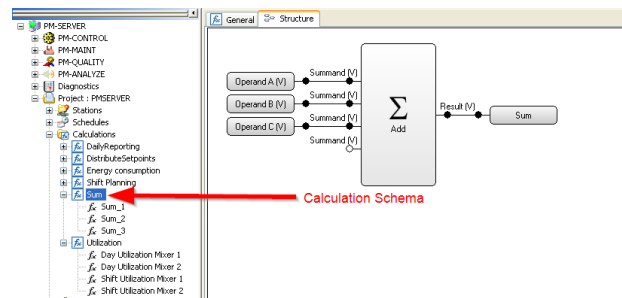 PM-SERVER
PM-CONTROL
PM-MAINT
PM-QUALITY
PM-ANALYZE
Diagnostics
Project : PMSERVER
Stations
Schedules
Calculations
DailyReporting
DistributeSetpoints
Energy consumption
Shift Planning
Sum
Sum_1
Sum_2
Sum_3
Utilization
Day Utilization Mixer 1
Day Utilization Mixer 2
Shift Utilization Mixer 1
Shift Utilization Mixer 2
General Structure
Operand A (V) Summand (V)
Operand B (V) Summand (V)
Operand C (V) Summand (V)
Summand (V)
Σ
Add
Result (V)
Sum
Calculation Schema